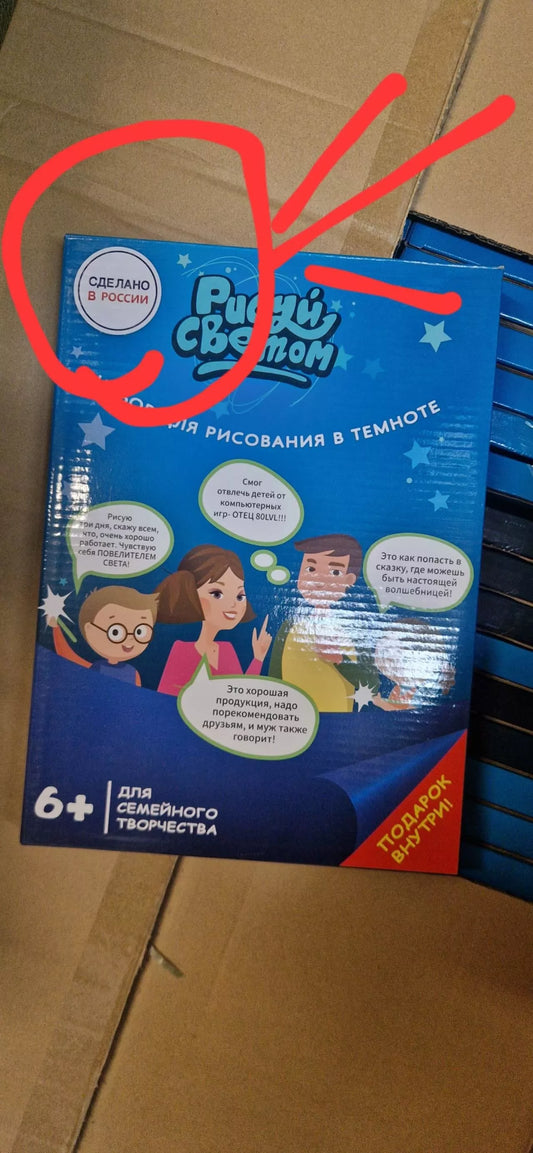 СДЕЛАНО
В РОССИИ
Рисуй
светом
ДЛЯ РИСОВАНИЯ В ТЕМНОТЕ
Смог
отвлечь детей от
компьютерных
игр- ОТЕЦ 80LVL!!!
Рисую
три дня, скажу всем,
что, очень хорошо
работает. Чувствую
себя ПОВЕЛИТЕЛЕМ
СВЕТА!
Это как попасть в
сказку, где можешь
быть настоящей
волшебницей!
Это хорошая
продукция, надо
порекомендовать
друзьям, и муж также
говорит!
6+
ДЛЯ
СЕМЕЙНОГО
ТВОРЧЕСТВА
ПОДАРОК
ВНУТРИ!